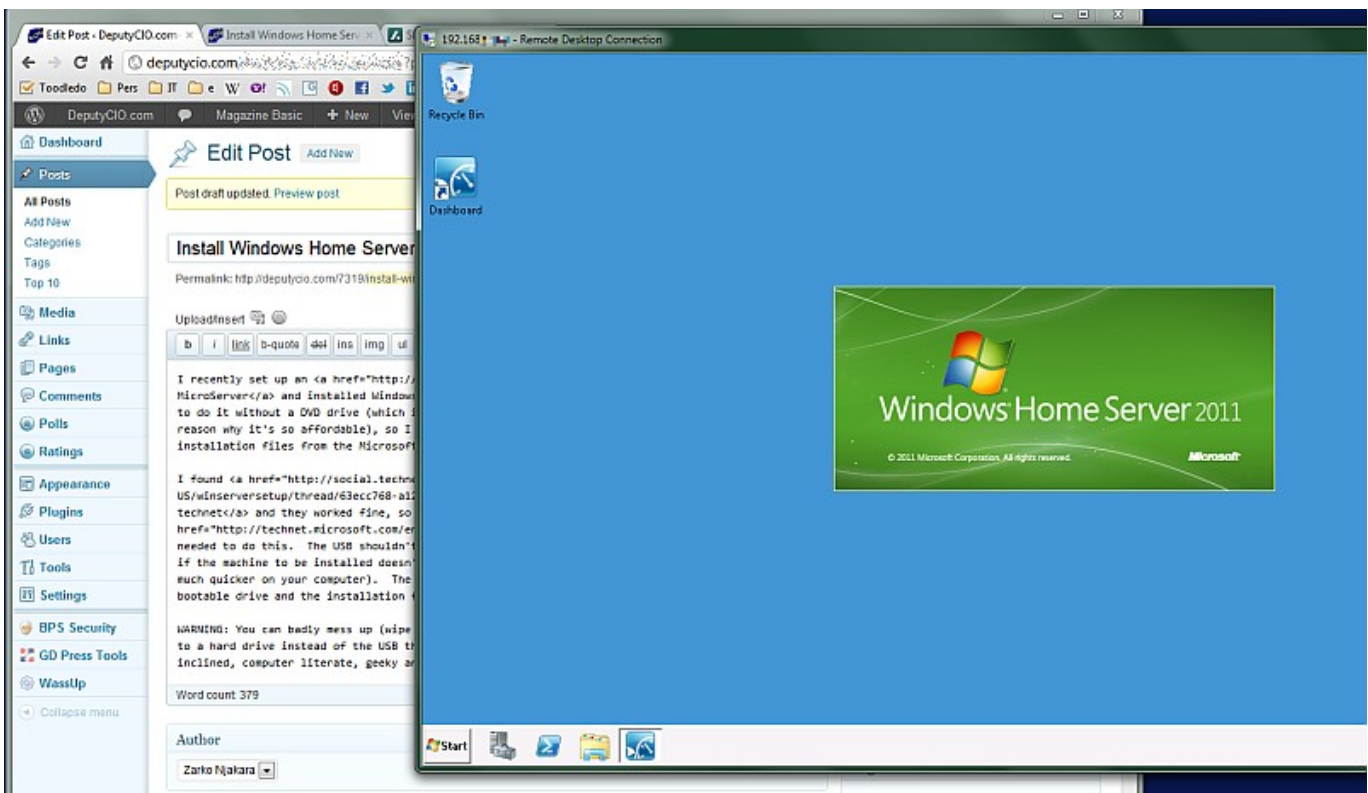 Edit Post ‹ DeputyCIO.com
Install Windows Home Serv
deputycio.com/
Toodledo Pers IT e
DeputyCIO.com Magazine Basic + New View
Dashboard
Posts
All Posts
Add New
Categories
Tags
Top 10
Media
Links
Pages
Comments
Polls
Ratings
Appearance
Plugins
Users
Tools
Settings
BPS Security
GD Press Tools
WassUp
Collapse menu
Edit Post Add New
Post draft updated. Preview post
Install Windows Home Server
Permalink: http://deputycio.com/7319/install-wi
Upload/Insert
b i link b-quote del ins img ul
I recently set up an <a href="http:/
MicroServer</a> and installed Window
to do it without a DVD drive (which i
reason why it's so affordable), so I
installation files from the Microsoft
I found <a href="http://social.techne
US/winserversetup/thread/63ecc768-a12
technet</a> and they worked fine, so
href="http://technet.microsoft.com/en
needed to do this. The USB shouldn't
if the machine to be installed doesn'
much quicker on your computer). The
bootable drive and the installation
WARNING: You can badly mess up (wipe
to a hard drive instead of the USB th
inclined, computer literate, geeky an
Word count: 379
Author
Zarko Njakara
192.168 - Remote Desktop Connection
Recycle Bin
Dashboard
Windows Home Server 2011
© 2011 Microsoft Corporation. All rights reserved. Microsoft
Start